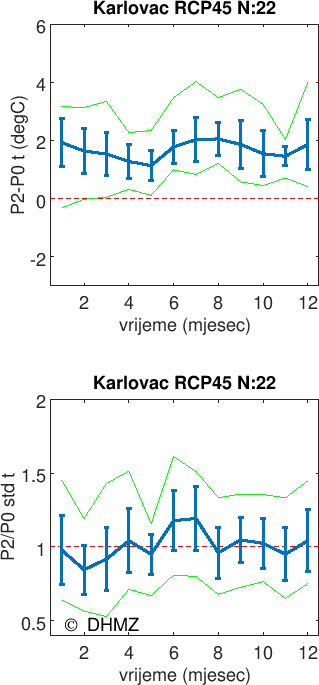 Karlovac RCP45 N:22
6
4
2
0
-2
P2-P0 t (degC)
2 4 6 8 10 12
vrijeme (mjesec)
Karlovac RCP45 N:22
2
1.5
1
0.5
P2/P0 std t
© DHMZ
2 4 6 8 10 12
vrijeme (mjesec)